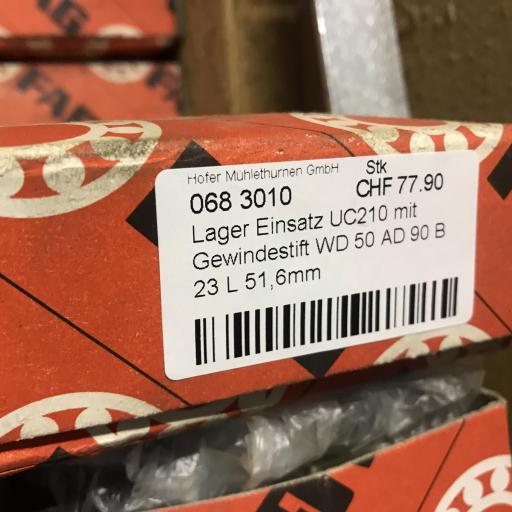 FAG
Hofer Mühlethurnen GmbH
Stk
068 3010
CHF 77.90
Lager Einsatz UC210 mit
Gewindestift WD 50 AD 90 B
23 L 51,6mm